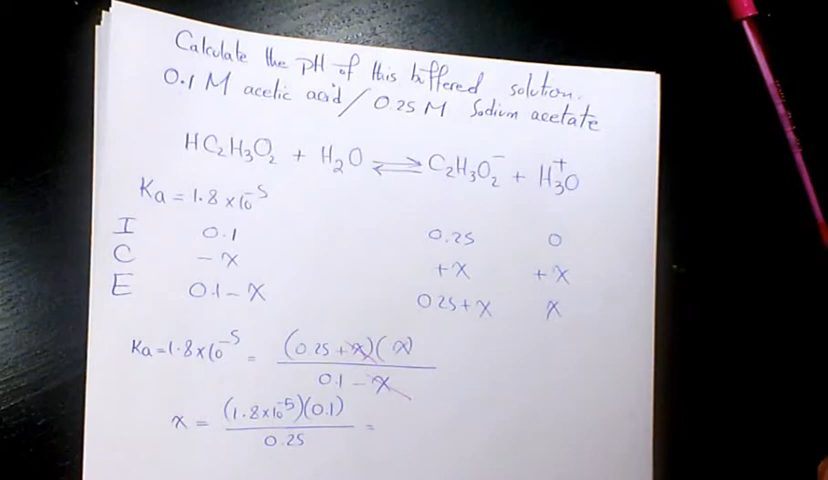 Calculate the pH of this buffered solution.
0.1 M acetic acid / 0.25 M Sodium acetate
HC₂H₃O₂ + H₂O ⇌ C₂H₃O₂⁻ + H₃⁺O
Ka = 1.8 × 10⁻⁵
I 0.1 0.25 0
C - x + x + x
E 0.1 - x 0.25 + x x
Ka = 1.8 × 10⁻⁵ = (0.25 + x)(x) / 0.1 - x
x = (1.8 × 10⁻⁵)(0.1) / 0.25 =